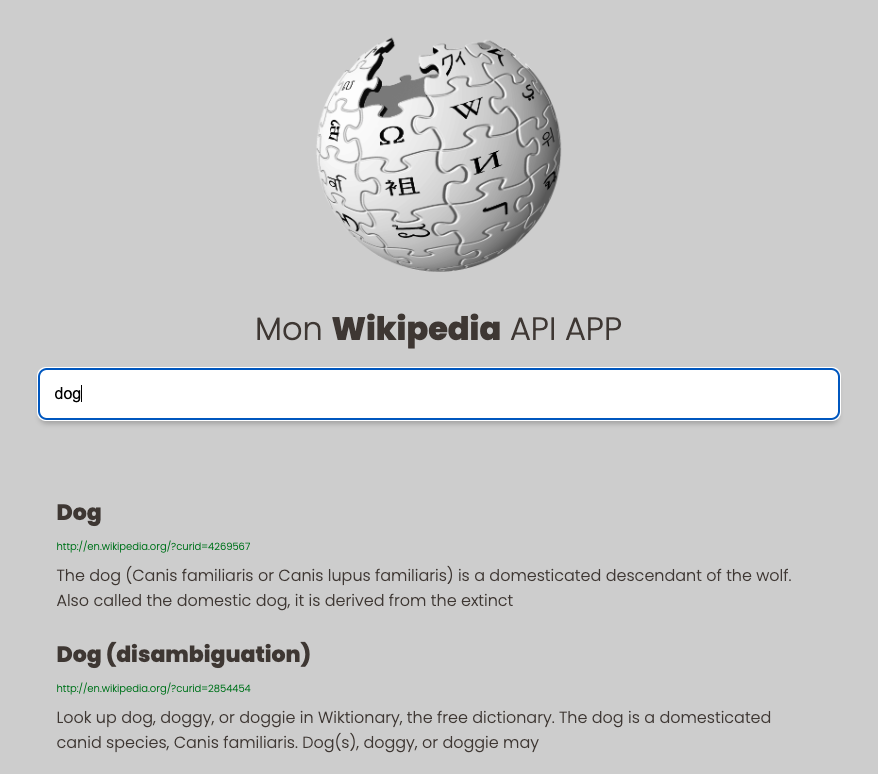 Ω
W
И
祖
ウィ
Mon Wikipedia API APP
dog
Dog
http://en.wikipedia.org/?curid=4269567
The dog (Canis familiaris or Canis lupus familiaris) is a domesticated descendant of the wolf.
Also called the domestic dog, it is derived from the extinct
Dog (disambiguation)
http://en.wikipedia.org/?curid=2854454
Look up dog, doggy, or doggie in Wiktionary, the free dictionary. The dog is a domesticated
canid species, Canis familiaris. Dog(s), doggy, or doggie may